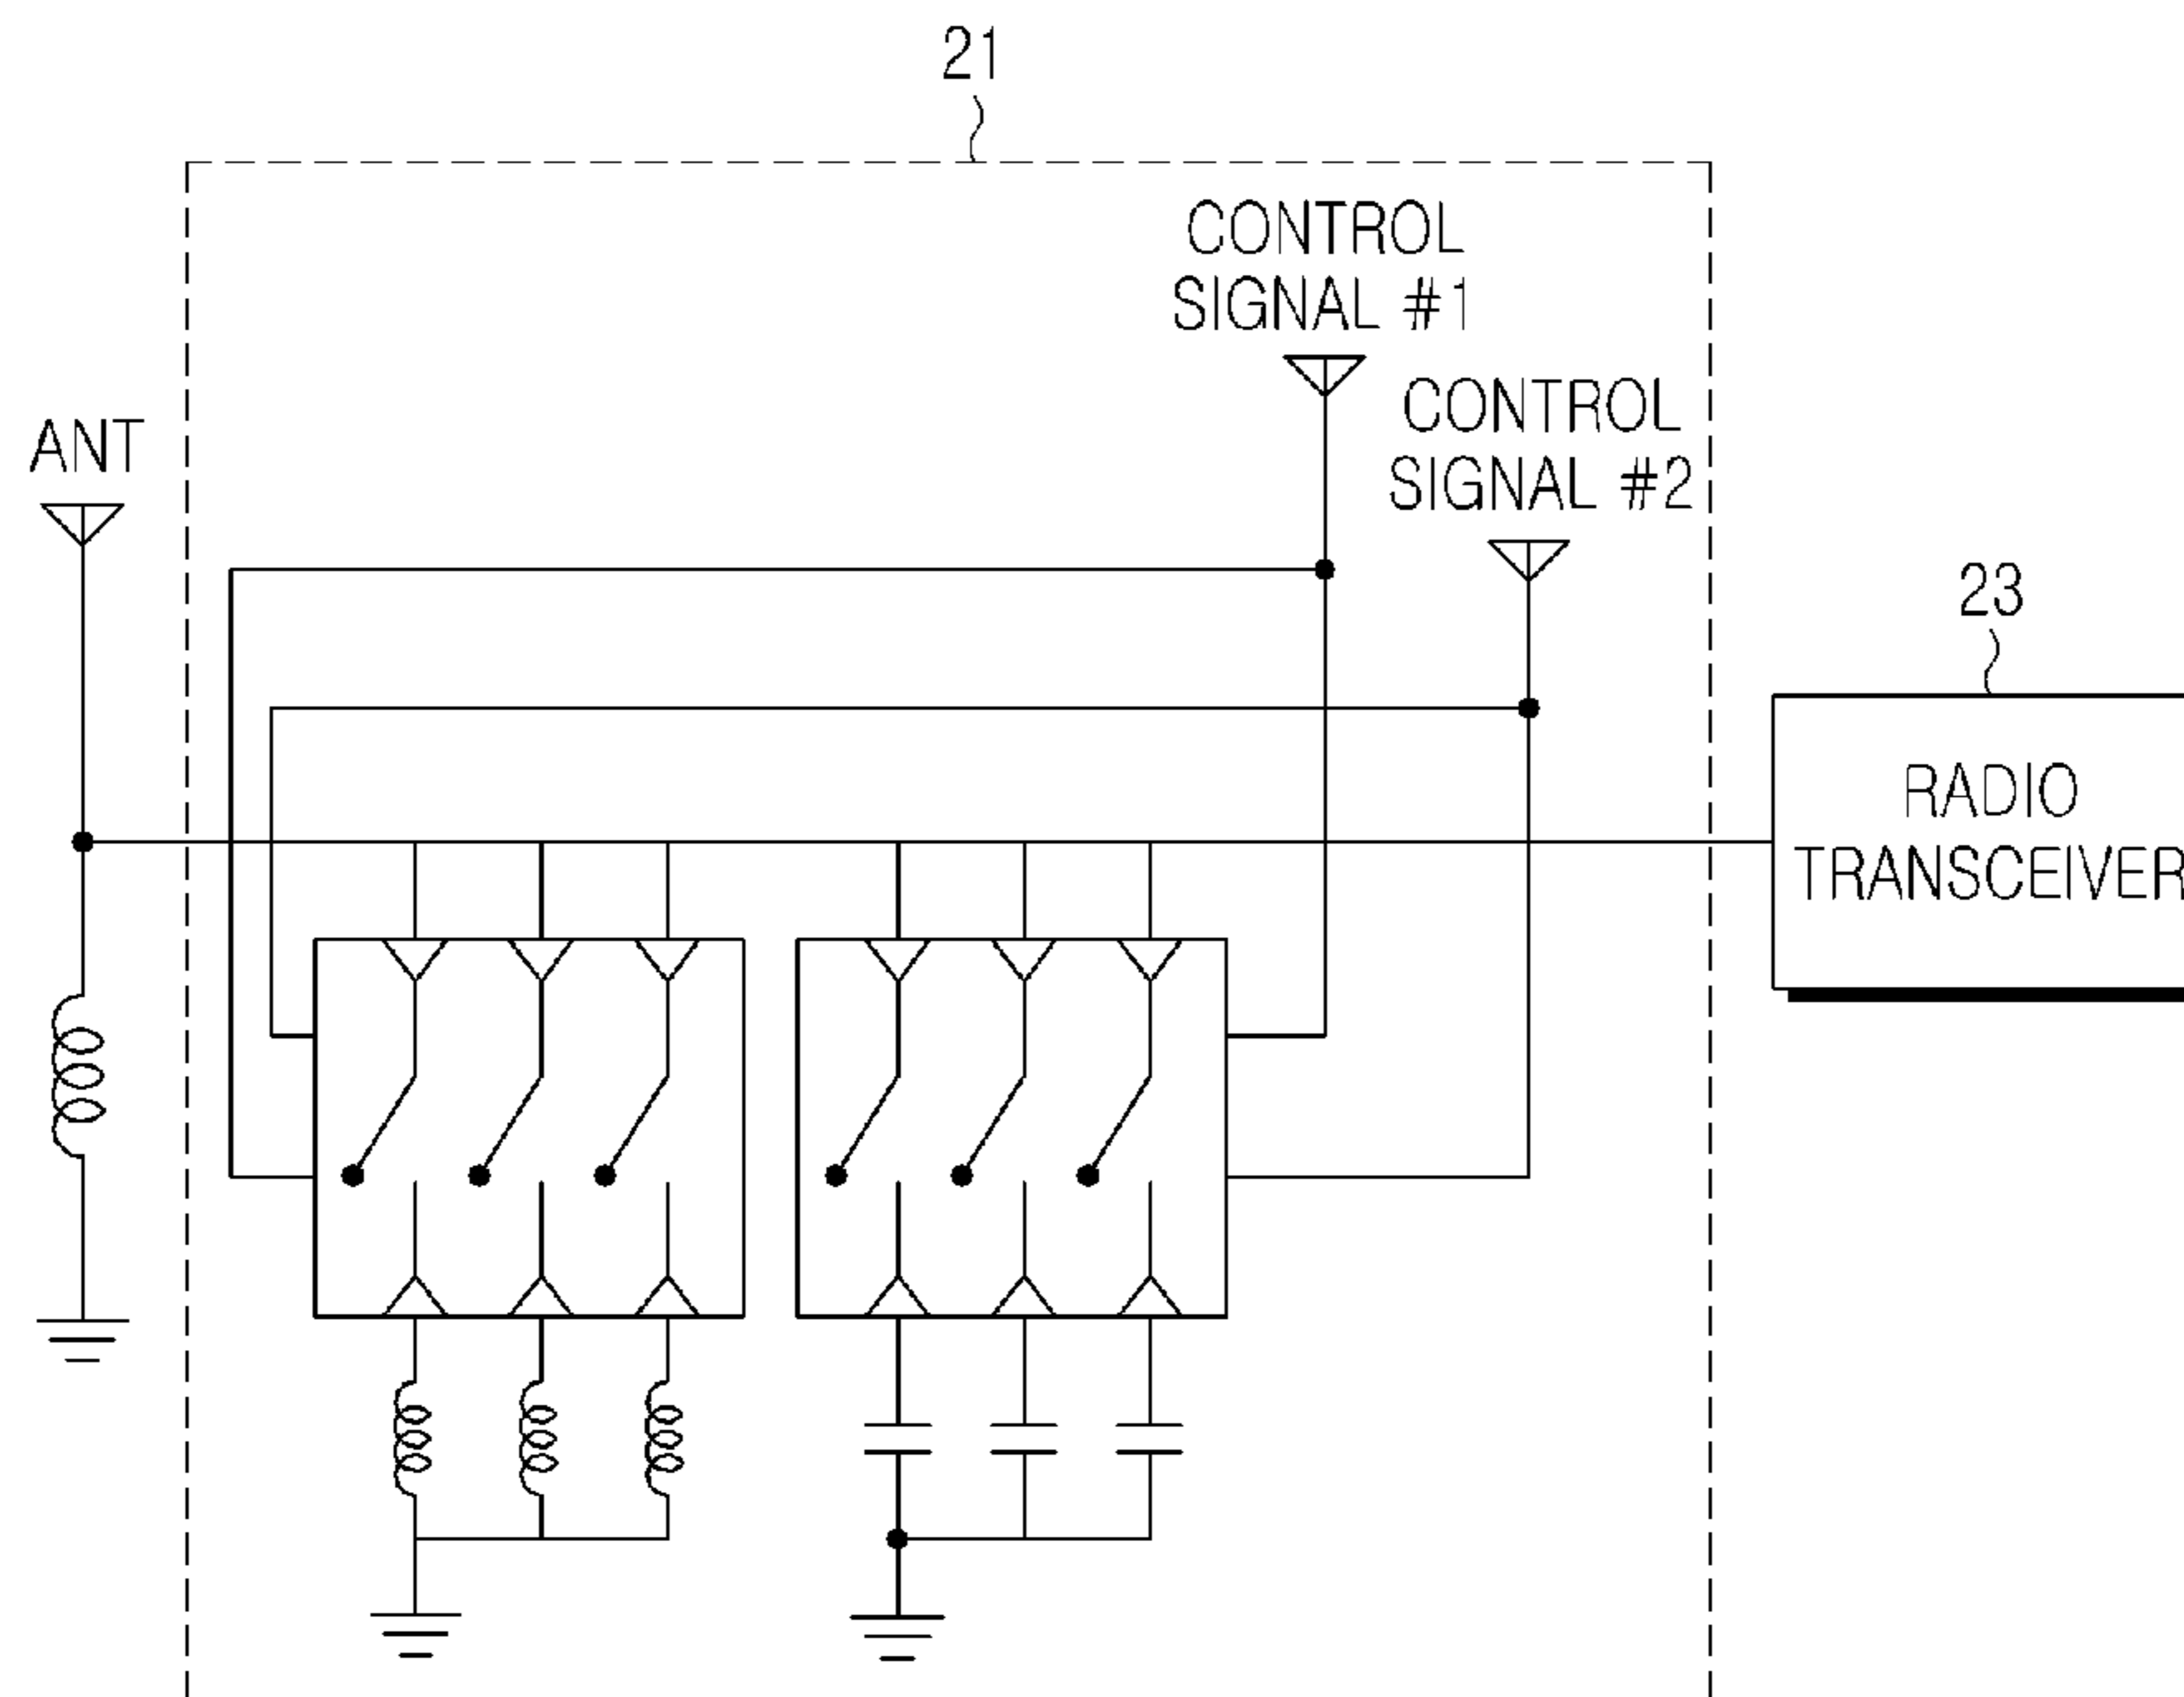 21
CONTROL
SIGNAL #1
CONTROL
SIGNAL #2
ANT
23
RADIO
TRANSCEIVER